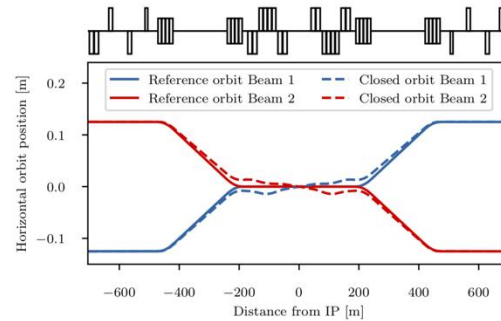 Reference orbit Beam 1
Closed orbit Beam 1
Reference orbit Beam 2
Closed orbit Beam 2
Horizontal orbit position [m]
0.2
0.1
0.0
−0.1
−600
−400
−200
0
200
400
600
Distance from IP [m]